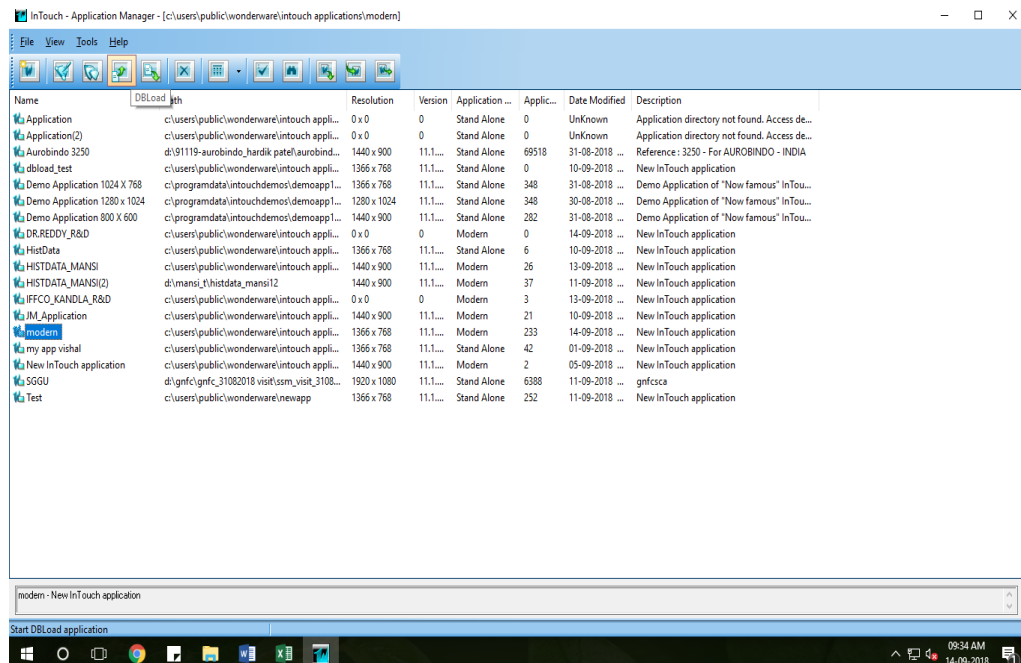 InTouch - Application Manager - [c:\users\public\wonderware\intouch applications\modern]
File View Tools Help
DBLoad
Name Resolution Version Application ... Applic... Date Modified Description
Application c:\users\public\wonderware\intouch appli... 0 x 0 0 Stand Alone 0 UnKnown Application directory not found. Access de...
Application(2) c:\users\public\wonderware\intouch appli... 0 x 0 0 Stand Alone 0 UnKnown Application directory not found. Access de...
Aurobindo 3250 d:\91119-aurobindo_hardik patel\aurobind... 1440 x 900 11.1.... Stand Alone 69518 31-08-2018 ... Reference : 3250 - For AUROBINDO - INDIA
dbload_test c:\users\public\wonderware\intouch appli... 1366 x 768 11.1.... Stand Alone 0 10-09-2018 ... New InTouch application
Demo Application 1024 X 768 c:\programdata\intouchdemos\demoapp1... 1366 x 768 11.1.... Stand Alone 348 31-08-2018 ... Demo Application of "Now famous" InTou...
Demo Application 1280 x 1024 c:\programdata\intouchdemos\demoapp1... 1280 x 1024 11.1.... Stand Alone 348 30-08-2018 ... Demo Application of "Now famous" InTou...
Demo Application 800 X 600 c:\programdata\intouchdemos\demoapp1... 1440 x 900 11.1.... Stand Alone 282 31-08-2018 ... Demo Application of "Now famous" InTou...
DR.REDDY_R&D c:\users\public\wonderware\intouch appli... 0 x 0 0 Modern 0 14-09-2018 ... New InTouch application
HistData c:\users\public\wonderware\intouch appli... 1366 x 768 11.1.... Stand Alone 6 10-09-2018 ... New InTouch application
HISTDATA_MANSI c:\users\public\wonderware\intouch appli... 1440 x 900 11.1.... Modern 26 13-09-2018 ... New InTouch application
HISTDATA_MANSI(2) d:\mansi_t\histdata_mansi12 1440 x 900 11.1.... Modern 37 11-09-2018 ... New InTouch application
IFFCO_KANDLA_R&D c:\users\public\wonderware\intouch appli... 0 x 0 0 Modern 3 13-09-2018 ... New InTouch application
JM_Application c:\users\public\wonderware\intouch appli... 1440 x 900 11.1.... Modern 21 10-09-2018 ... New InTouch application
modern c:\users\public\wonderware\intouch appli... 1366 x 768 11.1.... Modern 233 14-09-2018 ... New InTouch application
my app vishal c:\users\public\wonderware\intouch appli... 1366 x 768 11.1.... Stand Alone 42 01-09-2018 ... New InTouch application
New InTouch application c:\users\public\wonderware\intouch appli... 1440 x 900 11.1.... Modern 2 05-09-2018 ... New InTouch application
SGGU d:\gnfc\gnfc_31082018 visit\ssm_visit_3108... 1920 x 1080 11.1.... Stand Alone 6388 11-09-2018 ... gnfcsca
Test c:\users\public\wonderware\newapp 1366 x 768 11.1.... Stand Alone 252 11-09-2018 ... New InTouch application
modern - New InTouch application
Start DBLoad application
09:34 AM
14-09-2018